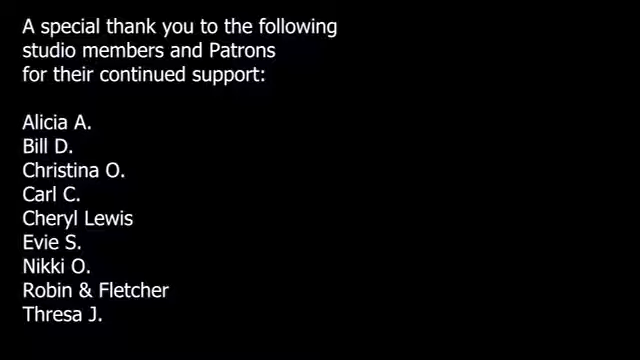 A special thank you to the following
studio members and Patrons
for their continued support:
Alicia A.
Bill D.
Christina O.
Carl C.
Cheryl Lewis
Evie S.
Nikki O.
Robin & Fletcher
Thresa J.